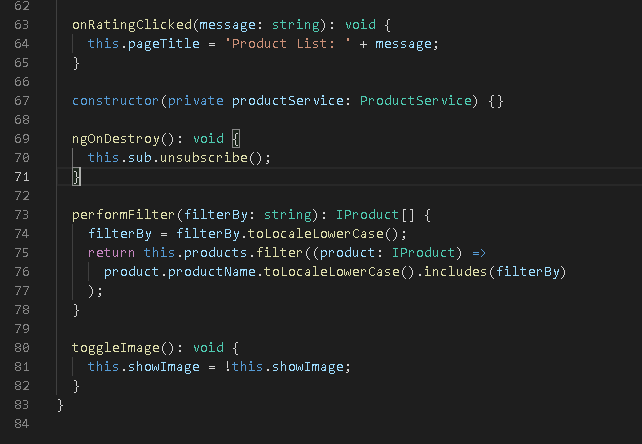 62
63 onRatingClicked(message: string): void {
64 this.pageTitle = 'Product List: ' + message;
65 }
66
67 constructor(private productService: ProductService) {}
68
69 ngOnDestroy(): void {
70 this.sub.unsubscribe();
71 }
72
73 performFilter(filterBy: string): IProduct[] {
74 filterBy = filterBy.toLocaleLowerCase();
75 return this.products.filter((product: IProduct) =>
76 product.productName.toLocaleLowerCase().includes(filterBy)
77 );
78 }
79
80 toggleImage(): void {
81 this.showImage = !this.showImage;
82 }
83 }
84